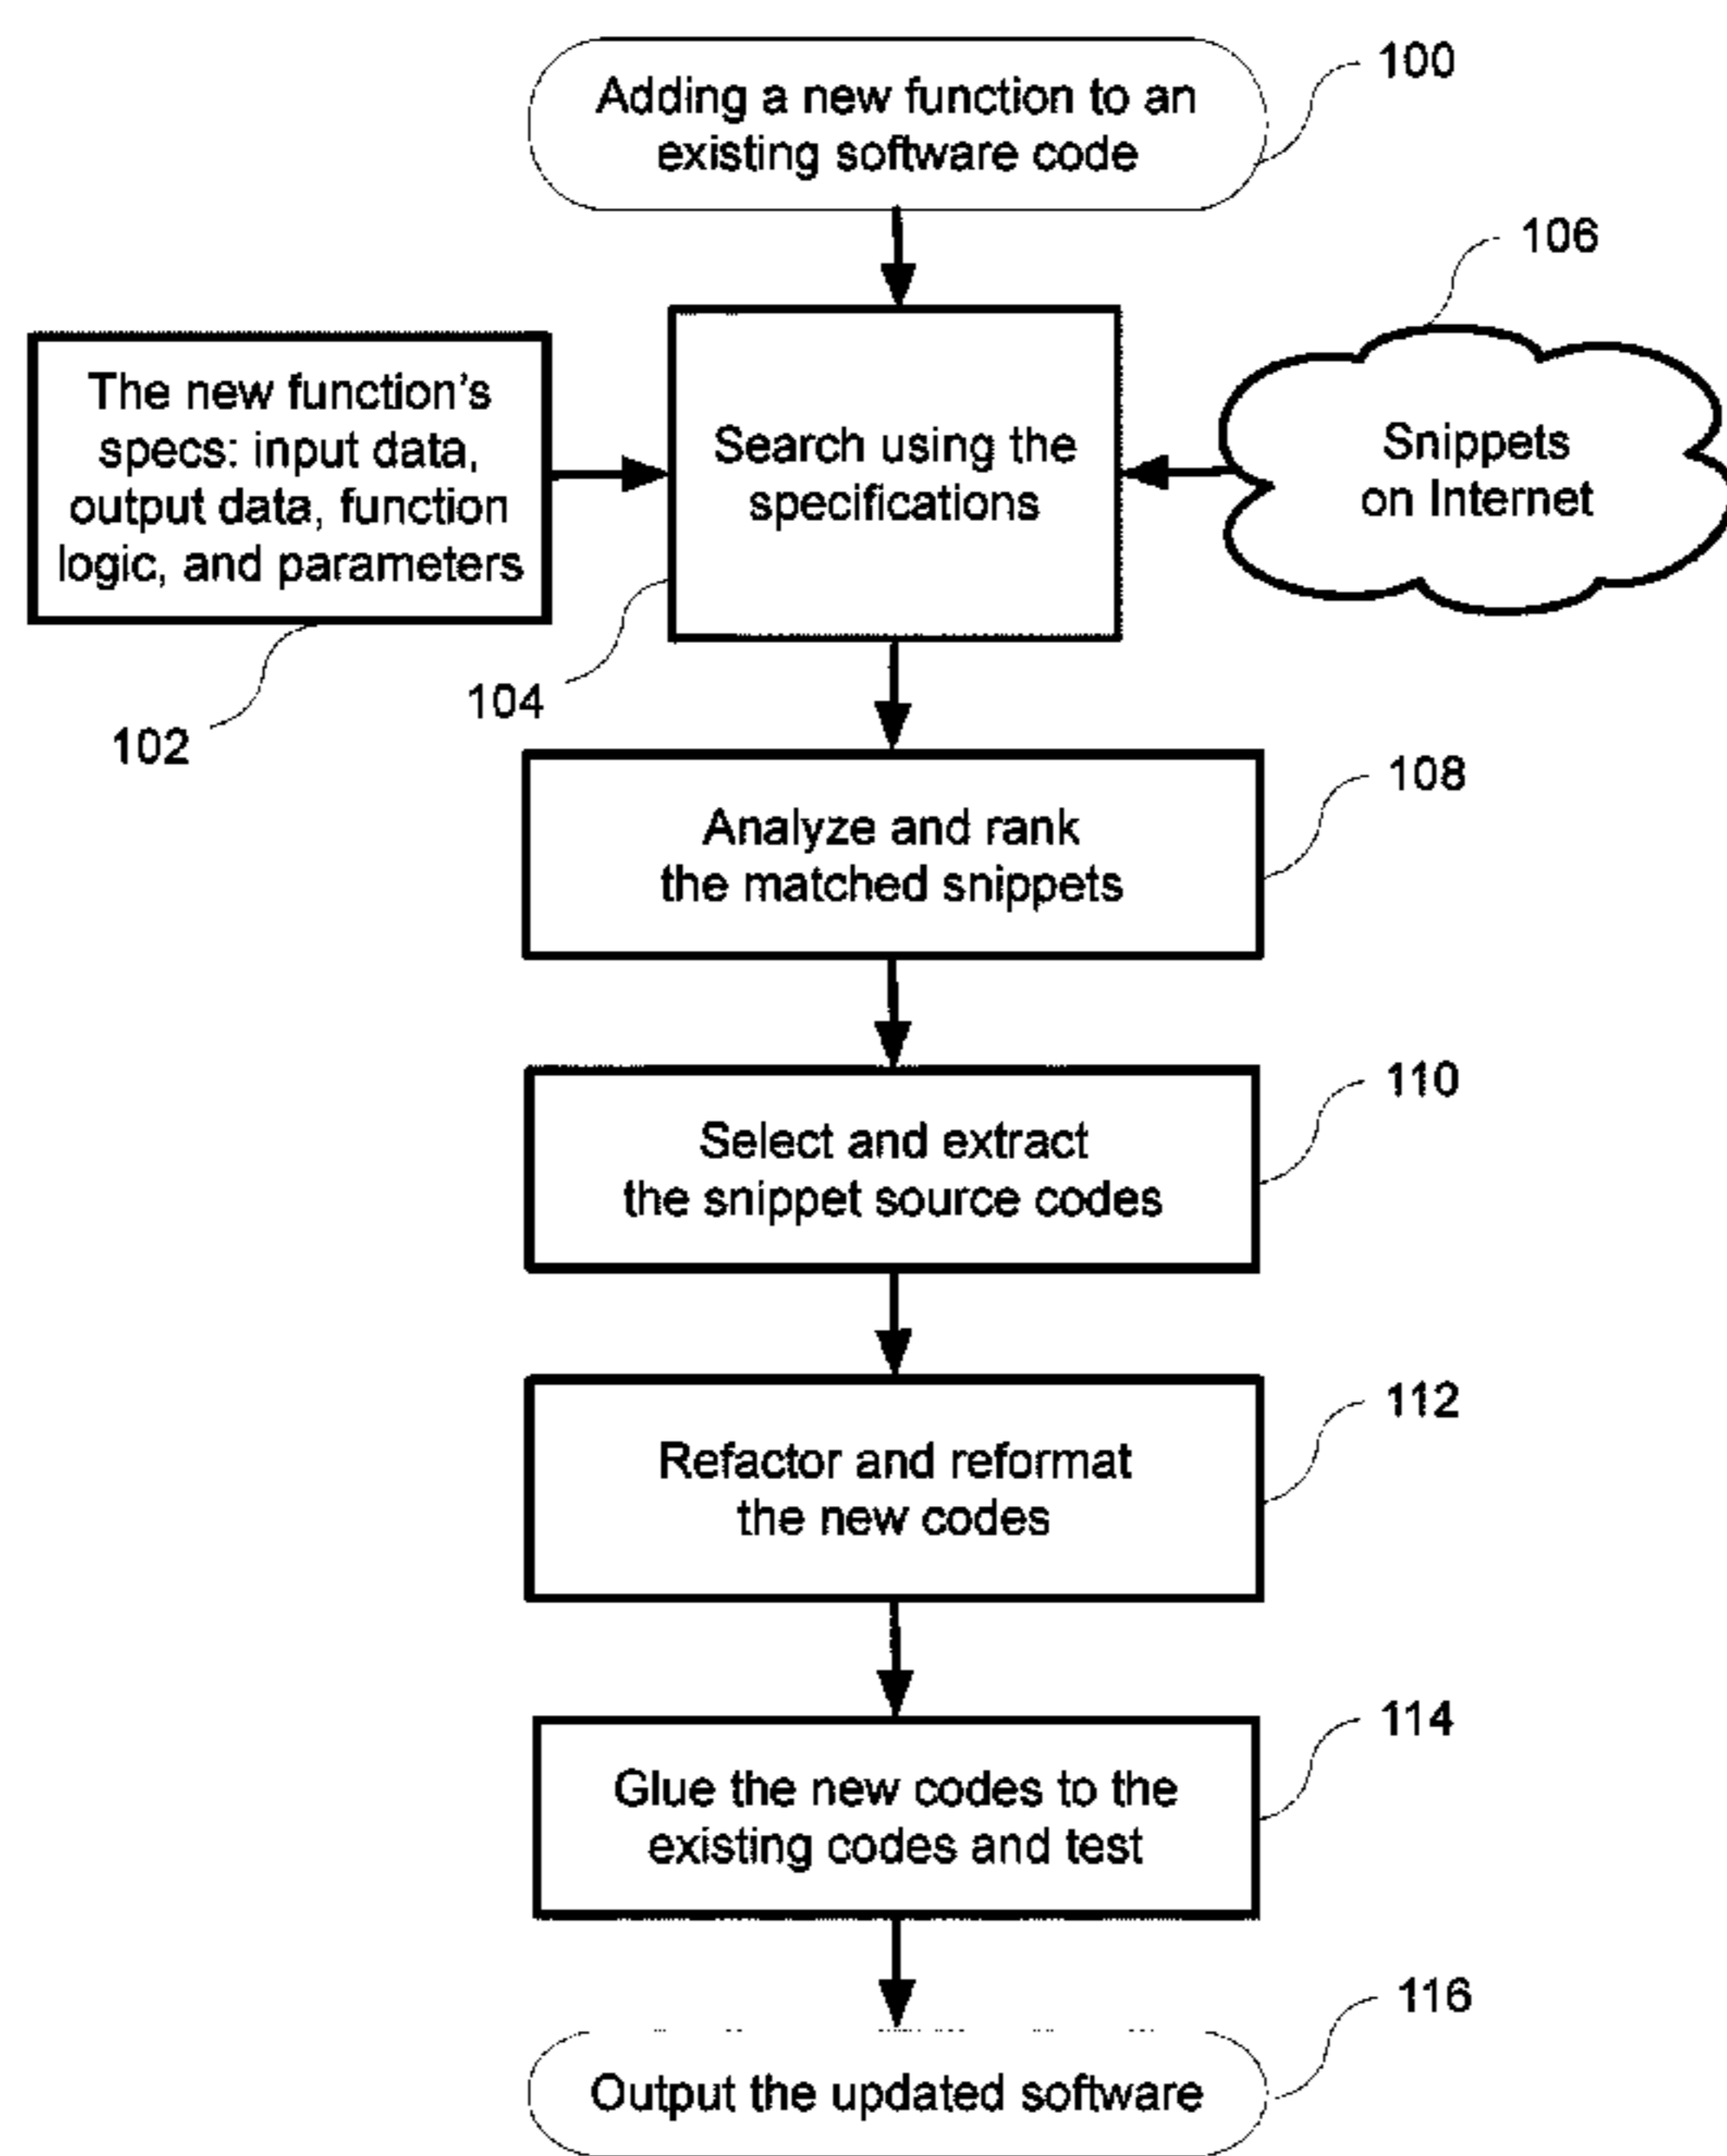 Adding a new function to an
existing software code
100
106
The new function's
specs: input data,
output data, function
logic, and parameters
Search using the
specifications
Snippets
on Internet
104
102
Analyze and rank
the matched snippets
108
Select and extract
the snippet source codes
110
Refactor and reformat
the new codes
112
Glue the new codes to the
existing codes and test
114
Output the updated software
116